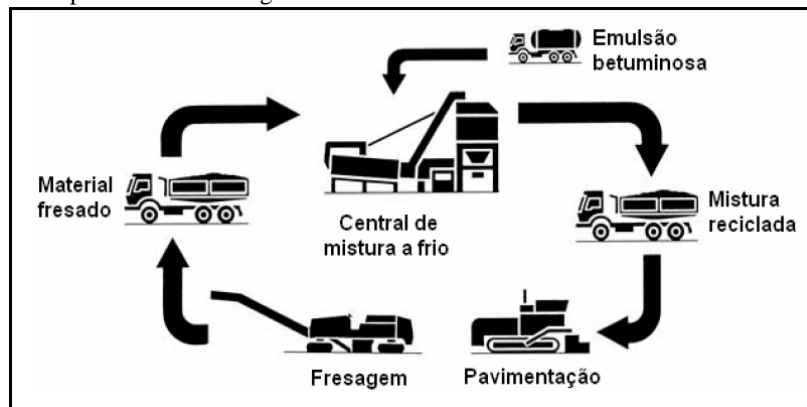 Emulsão
betuminosa
Material
fresado
Central de
mistura a frio
Mistura
reciclada
Fresagem
Pavimentação